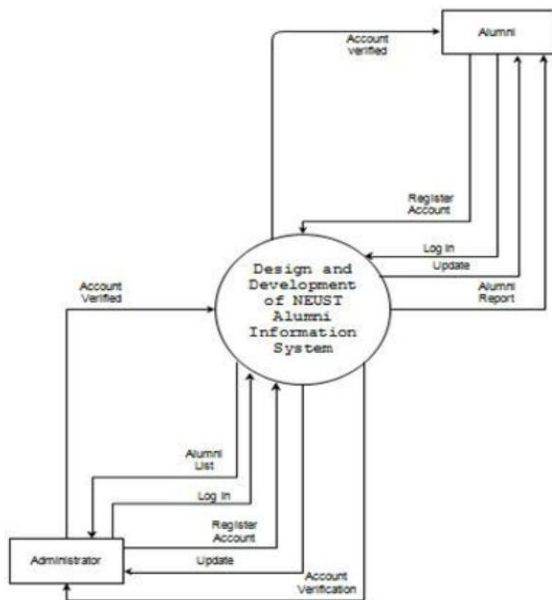 Alumni
Account
verified
Register
Account
Log In
Update
Alumni
Report
Design and
Development
of NEUST
Alumni
Information
System
Account
Verified
Alumni
List
Log In
Register
Account
Update
Administrator
Account
Verification